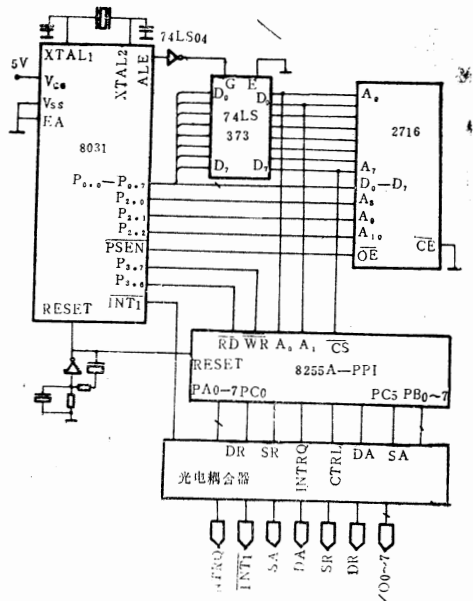 74LS04
XTAL₁
XTAL₂
ALE
5V
V_CC
V_SS
EA
8031
P₀.₀—P₀.₇
P₂.₀
P₂.₁
P₂.₂
PSEN
P₃.₇
P₃.₆
INT₁
RESET
G E
D₀ D₀
74LS
373
D₇ D₇
A₀
2716
A₇
D₀—D₇
A₈
A₉
A₁₀
OE
CE
RD WR A₀ A₁ CS
RESET
8255A—PPI
PA0-7 PC0 PC5 PB0~7
DR SR INTRQ CTRL DA SA
光电耦合器
INT1
SA
DA
SR
DR